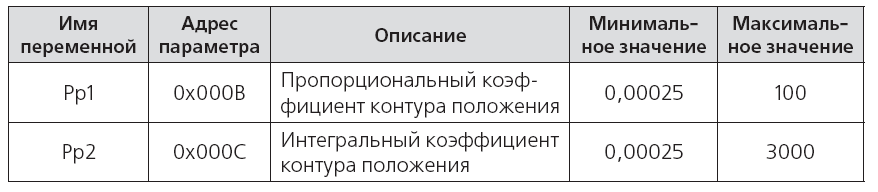 Имя переменной | Адрес параметра | Описание | Минималь-ное значение | Максималь-ное значение
Pp1 | 0x000B | Пропорциональный коэф-фициент контура положения | 0,00025 | 100
Pp2 | 0x000C | Интегральный коэффициент контура положения | 0,00025 | 3000